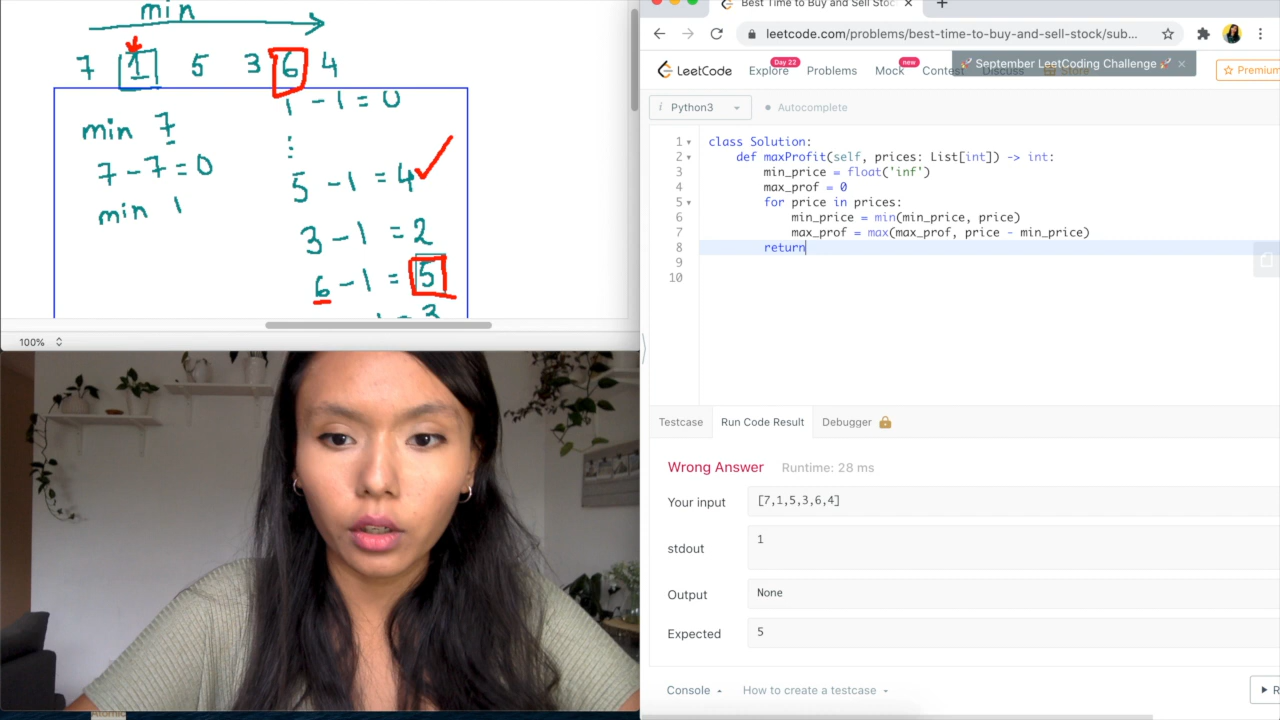 min
7 1 5 3 6 4
min 7
7 - 7 = 0
min 1
1 - 1 = 0
⋮
5 - 1 = 4
3 - 1 = 2
6 - 1 = 5
100%
Best Time to Buy and Sell Stoc
leetcode.com/problems/best-time-to-buy-and-sell-stock/sub...
LeetCode
Explore
Day 22
Problems
Mock
new
Contest
Discuss
Store
September LeetCoding Challenge
Premium
i Python3
Autocomplete
1 class Solution:
2 def maxProfit(self, prices: List[int]) -> int:
3 min_price = float('inf')
4 max_prof = 0
5 for price in prices:
6 min_price = min(min_price, price)
7 max_prof = max(max_prof, price - min_price)
8 return
9
10
Testcase Run Code Result Debugger
Wrong Answer Runtime: 28 ms
Your input [7,1,5,3,6,4]
stdout 1
Output None
Expected 5
Console How to create a testcase
R